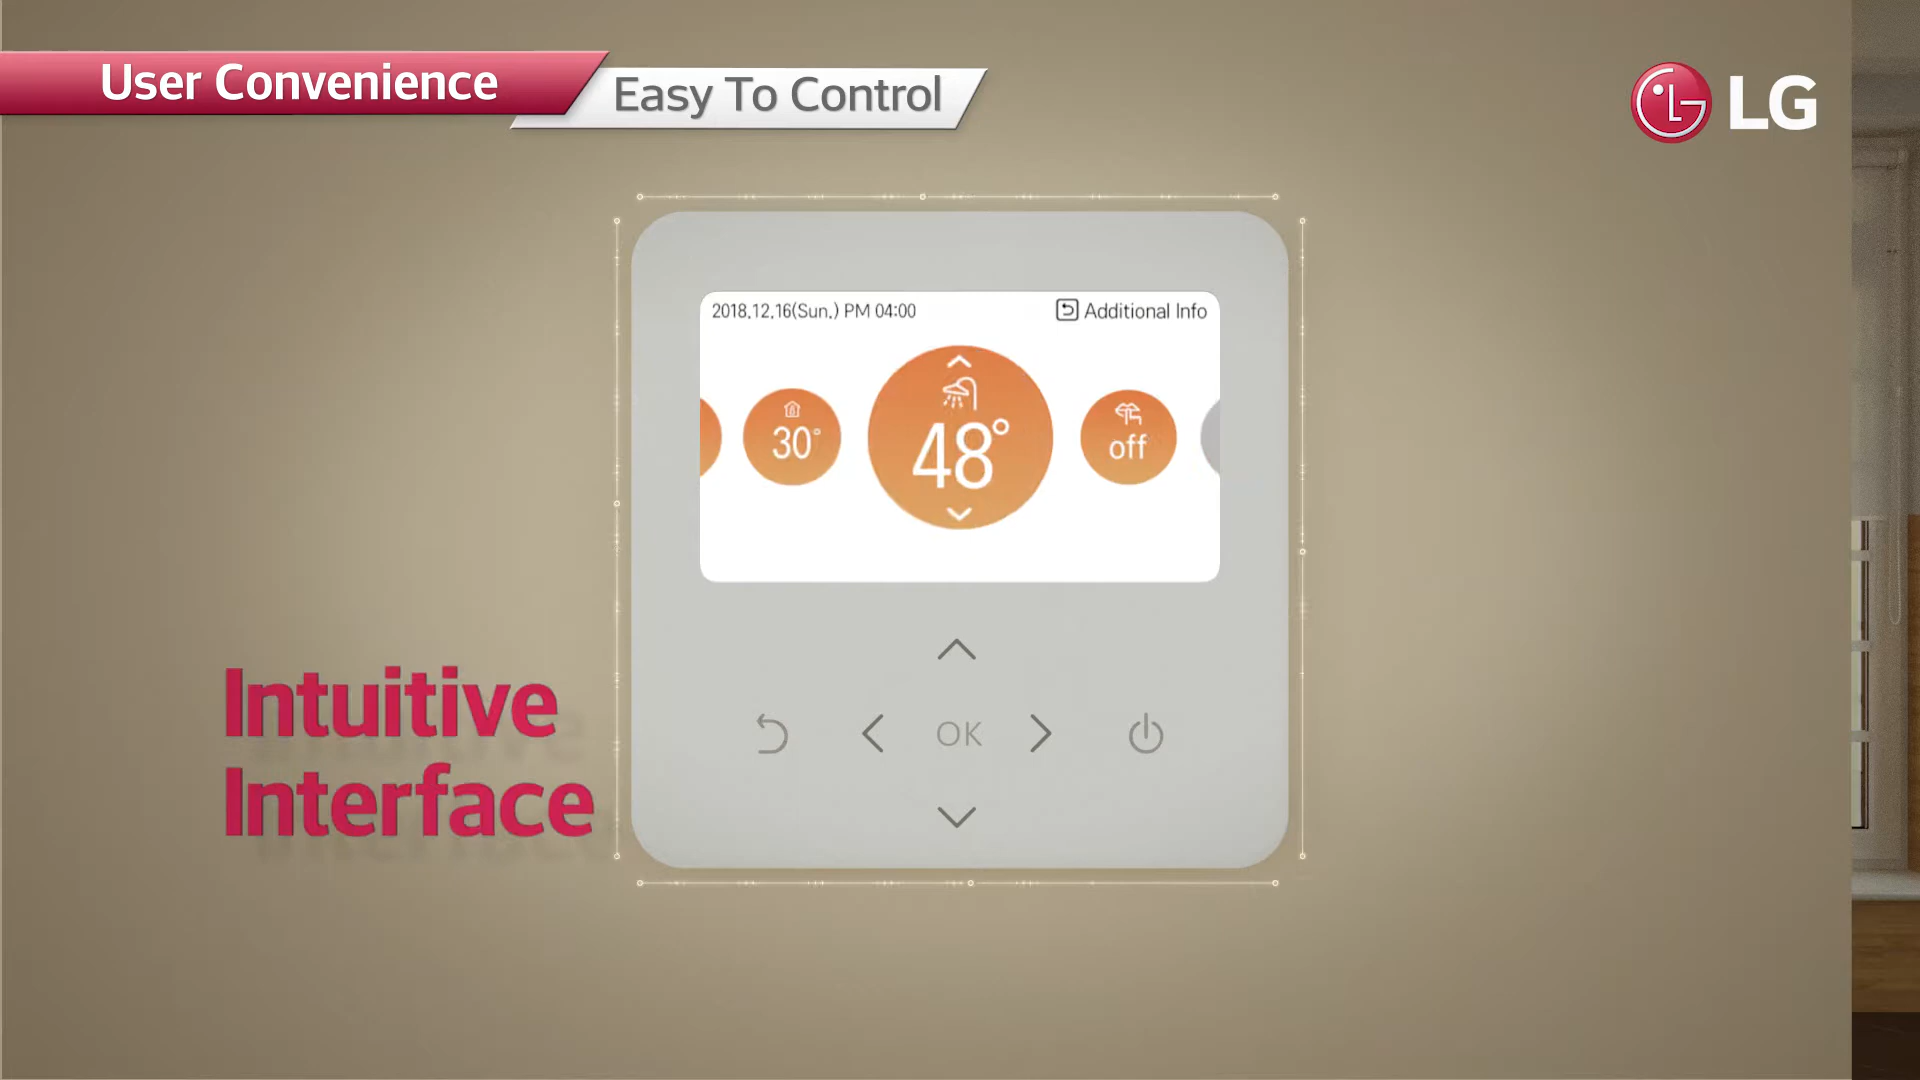 User Convenience
Easy To Control
LG
2018.12.16(Sun.) PM 04:00
Additional Info
30°
48°
off
OK
Intuitive
Interface